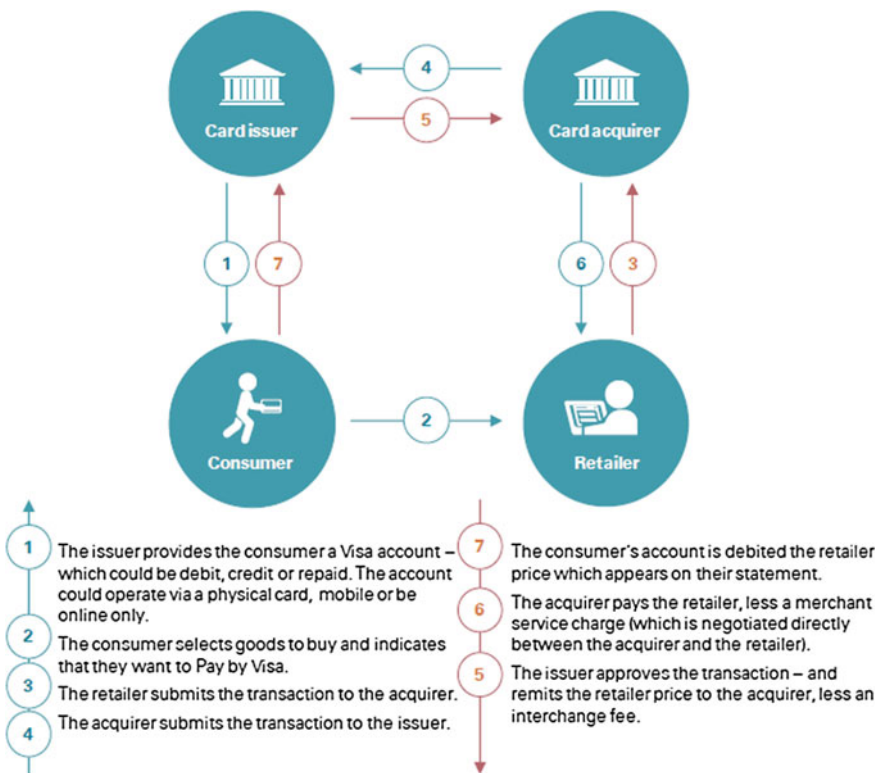 4
5
Card issuer
Card acquirer
1
7
6
3
2
Consumer
Retailer
1
The issuer provides the consumer a Visa account –
which could be debit, credit or repaid. The account
could operate via a physical card, mobile or be
online only.
2
The consumer selects goods to buy and indicates
that they want to Pay by Visa.
3
The retailer submits the transaction to the acquirer.
4
The acquirer submits the transaction to the issuer.
7
The consumer's account is debited the retailer
price which appears on their statement.
6
The acquirer pays the retailer, less a merchant
service charge (which is negotiated directly
between the acquirer and the retailer).
5
The issuer approves the transaction – and
remits the retailer price to the acquirer, less an
interchange fee.